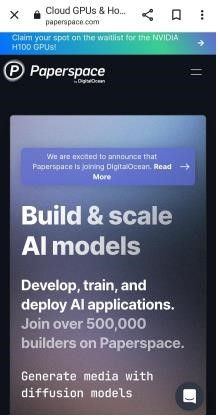 Cloud GPUs & Ho...
paperspace.com
Claim your spot on the waitlist for the NVIDIA
H100 GPUs!
Paperspace
by DigitalOcean
We are excited to announce that
Paperspace is joining DigitalOcean. Read
More
Build & scale
AI models
Develop, train, and
deploy AI applications.
Join over 500,000
builders on Paperspace.
Generate media with
diffusion models